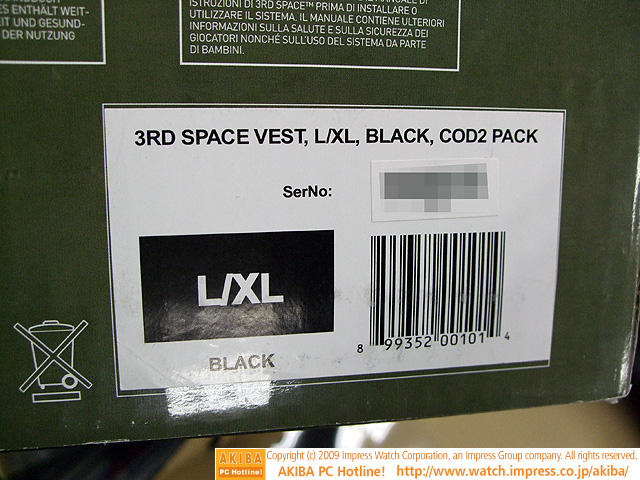 ES ENTHÄLT WEIT-
EIT UND GESUND-
DER NUTZUNG
ISTRUZIONI DI 3RD SPACE™ PRIMA DI INSTALLARE O
UTILIZZARE IL SISTEMA. IL MANUALE CONTIENE ULTERIORI
INFORMAZIONI SULLA SALUTE E SULLA SICUREZZA DEI
GIOCATORI NONCHÉ SULL'USO DEL SISTEMA DA PARTE
DI BAMBINI.
3RD SPACE VEST, L/XL, BLACK, COD2 PACK
SerNo:
L/XL
BLACK
8 99352 00101 4
AKIBA
PC Hotline!
Copyright (c) 2009 Impress Watch Corporation, an Impress Group company. All rights reserved.
AKIBA PC Hotline! http://www.watch.impress.co.jp/akiba/